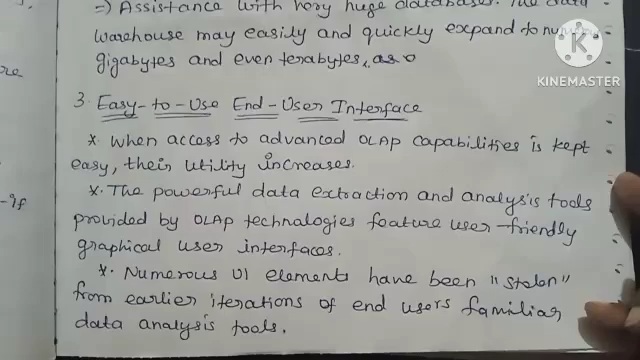 =) Assistance with very huge databases. The data
warehouse may easily and quickly expand to
gigabytes and even terabytes, as
KINEMASTER
3. Easy-to-Use End-User Interface
*. When access to advanced OLAP capabilities is kept
easy, their utility increases.
*. The powerful data extraction and analysis tools
provided by OLAP technologies feature user-friendly
graphical user interfaces.
*. Numerous UI elements have been "stolen"
from earlier iterations of end users familiar
data analysis tools.
re
-if